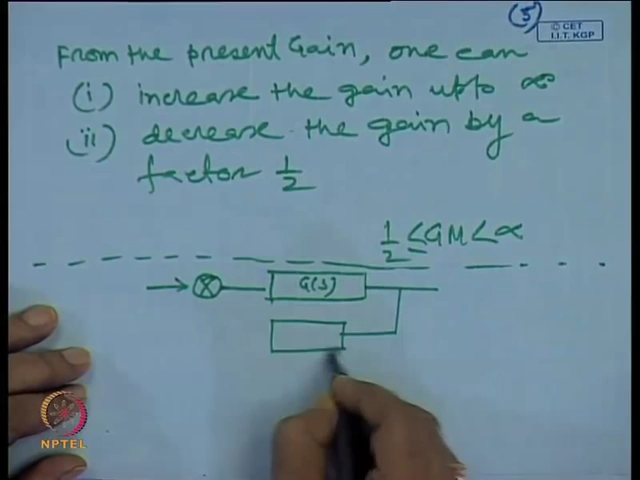 (5)
© CET
I.I.T. KGP
From the present Gain, one can
(i) increase the gain upto ∞
(ii) decrease the gain by a
factor 1/2
1/2 ≤ GM < ∝
G(s)
NPTEL